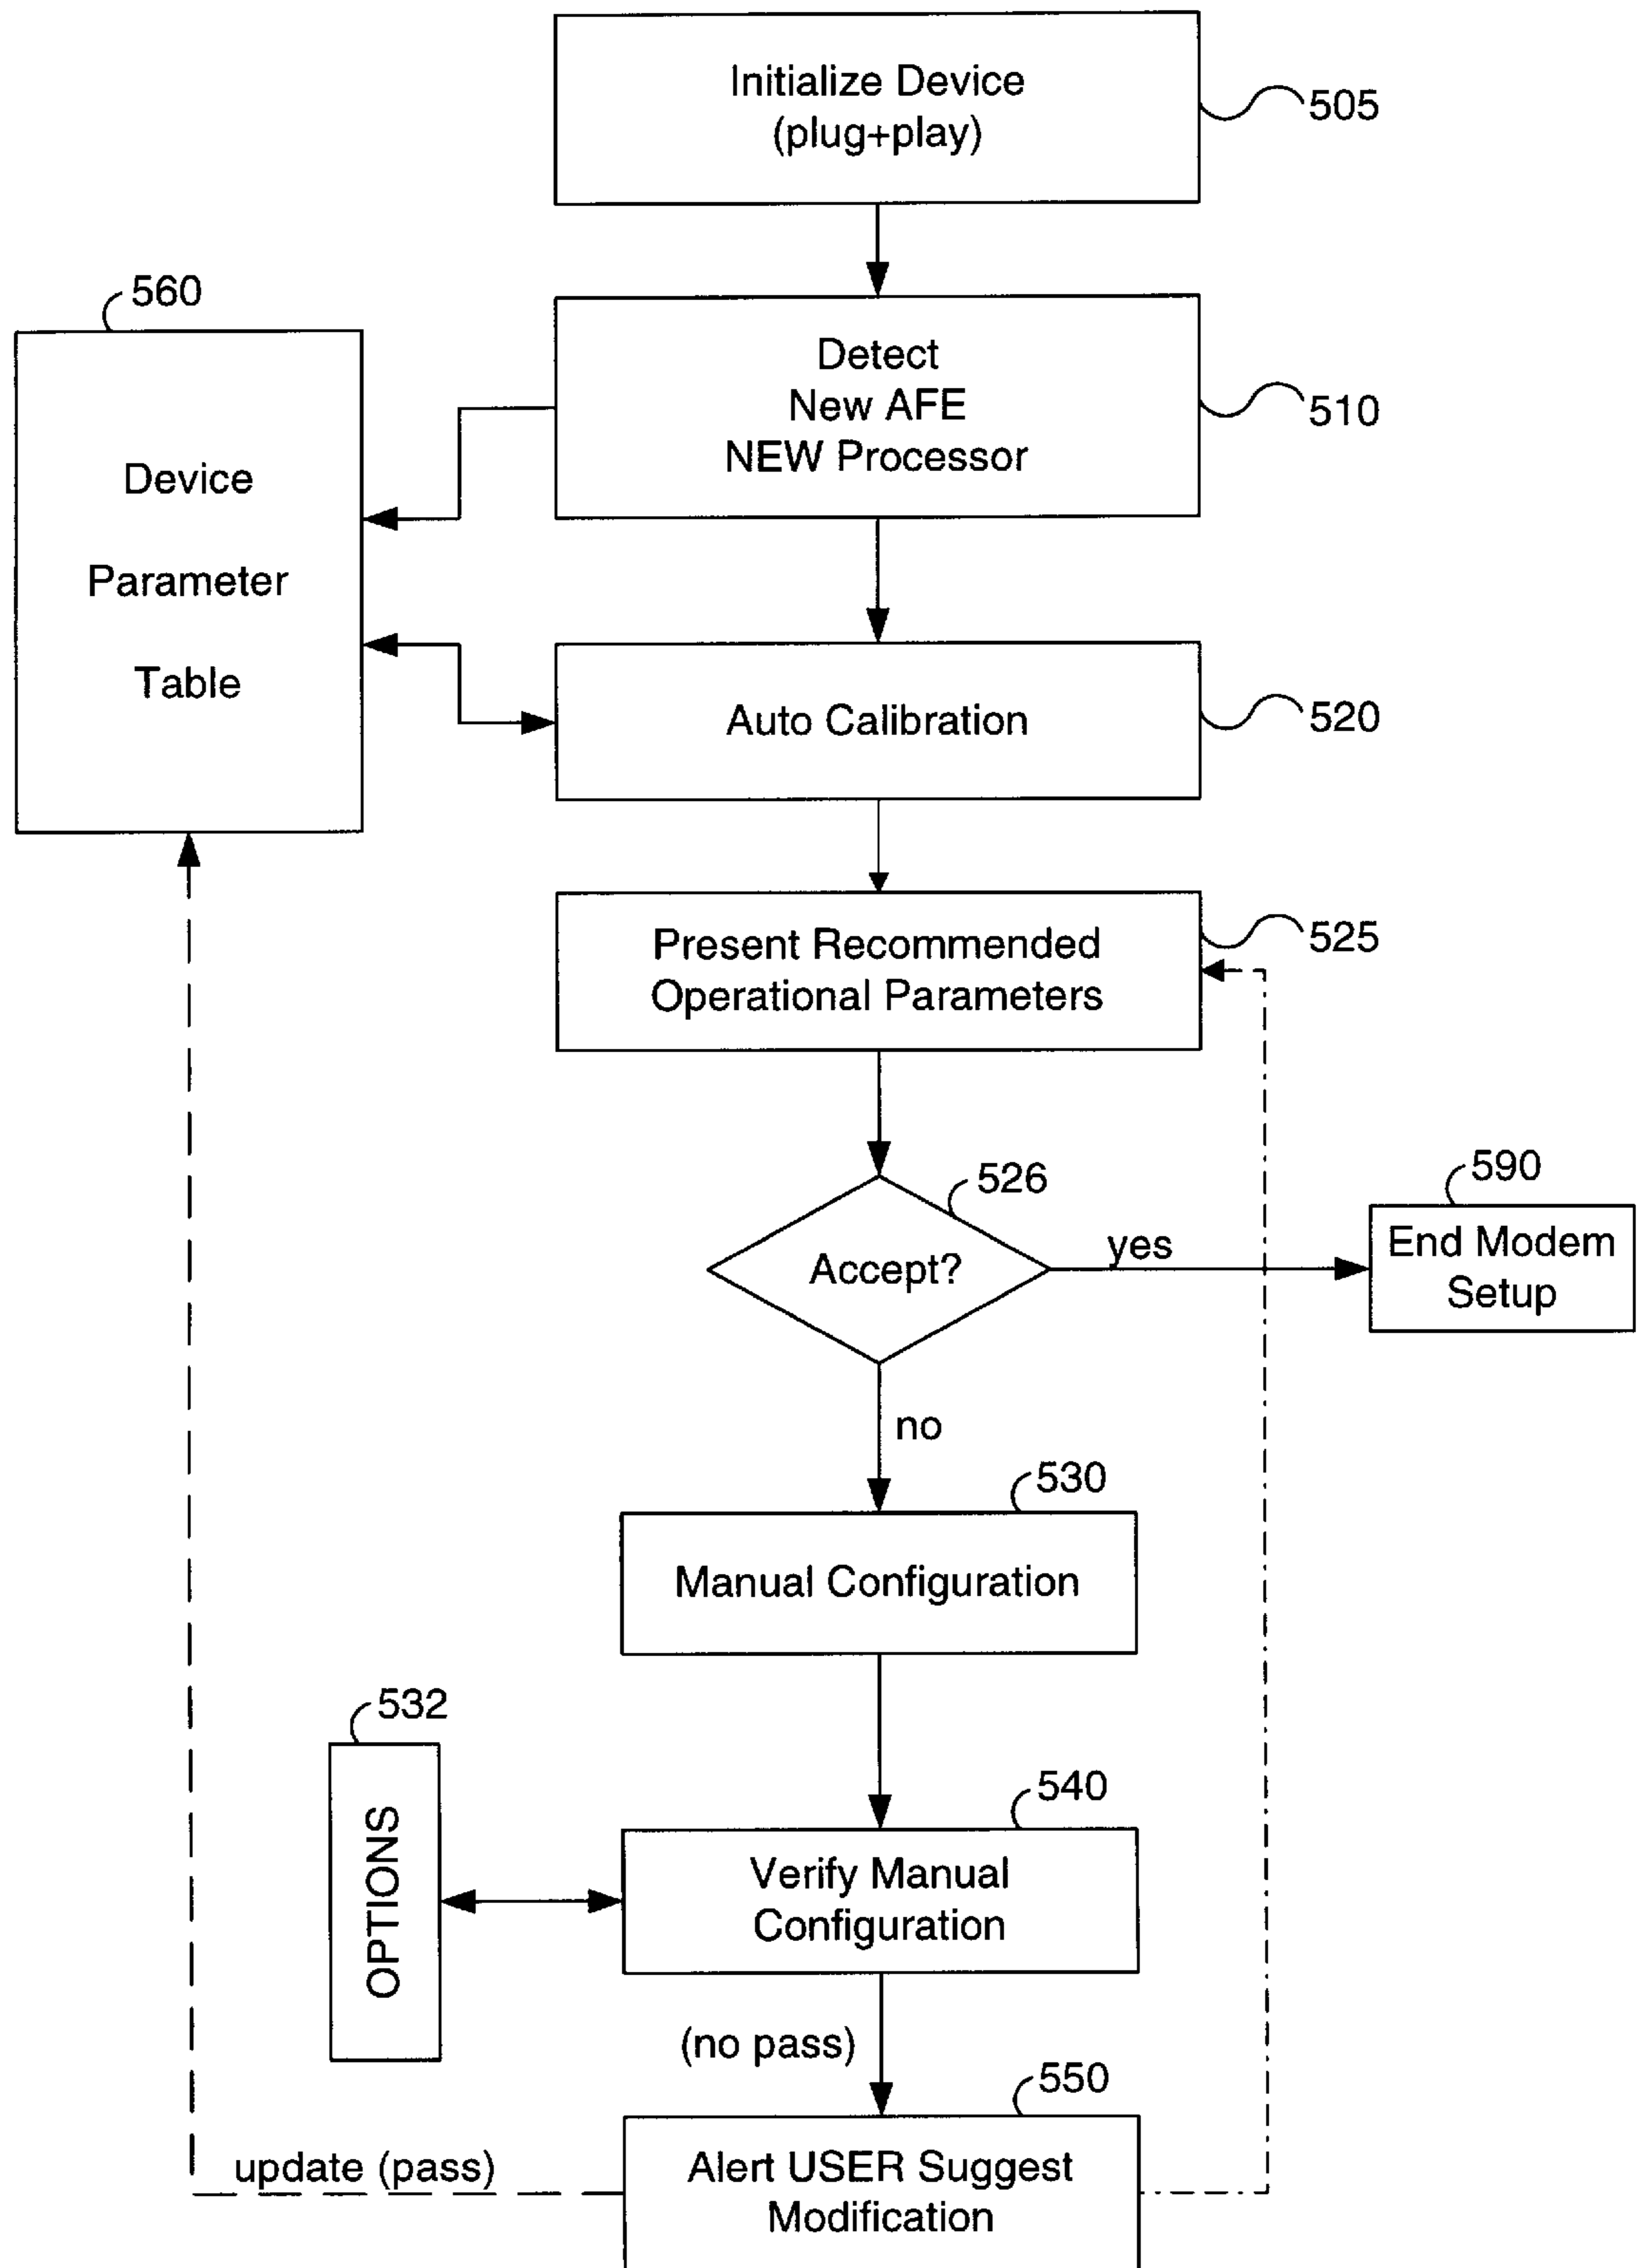 Initialize Device
(plug+play)
505
560
Detect
New AFE
NEW Processor
510
Device
Parameter
Table
Auto Calibration
520
Present Recommended
Operational Parameters
525
526
Accept?
yes
590
End Modem
Setup
no
530
Manual Configuration
532
OPTIONS
540
Verify Manual
Configuration
(no pass)
550
update (pass)
Alert USER Suggest
Modification